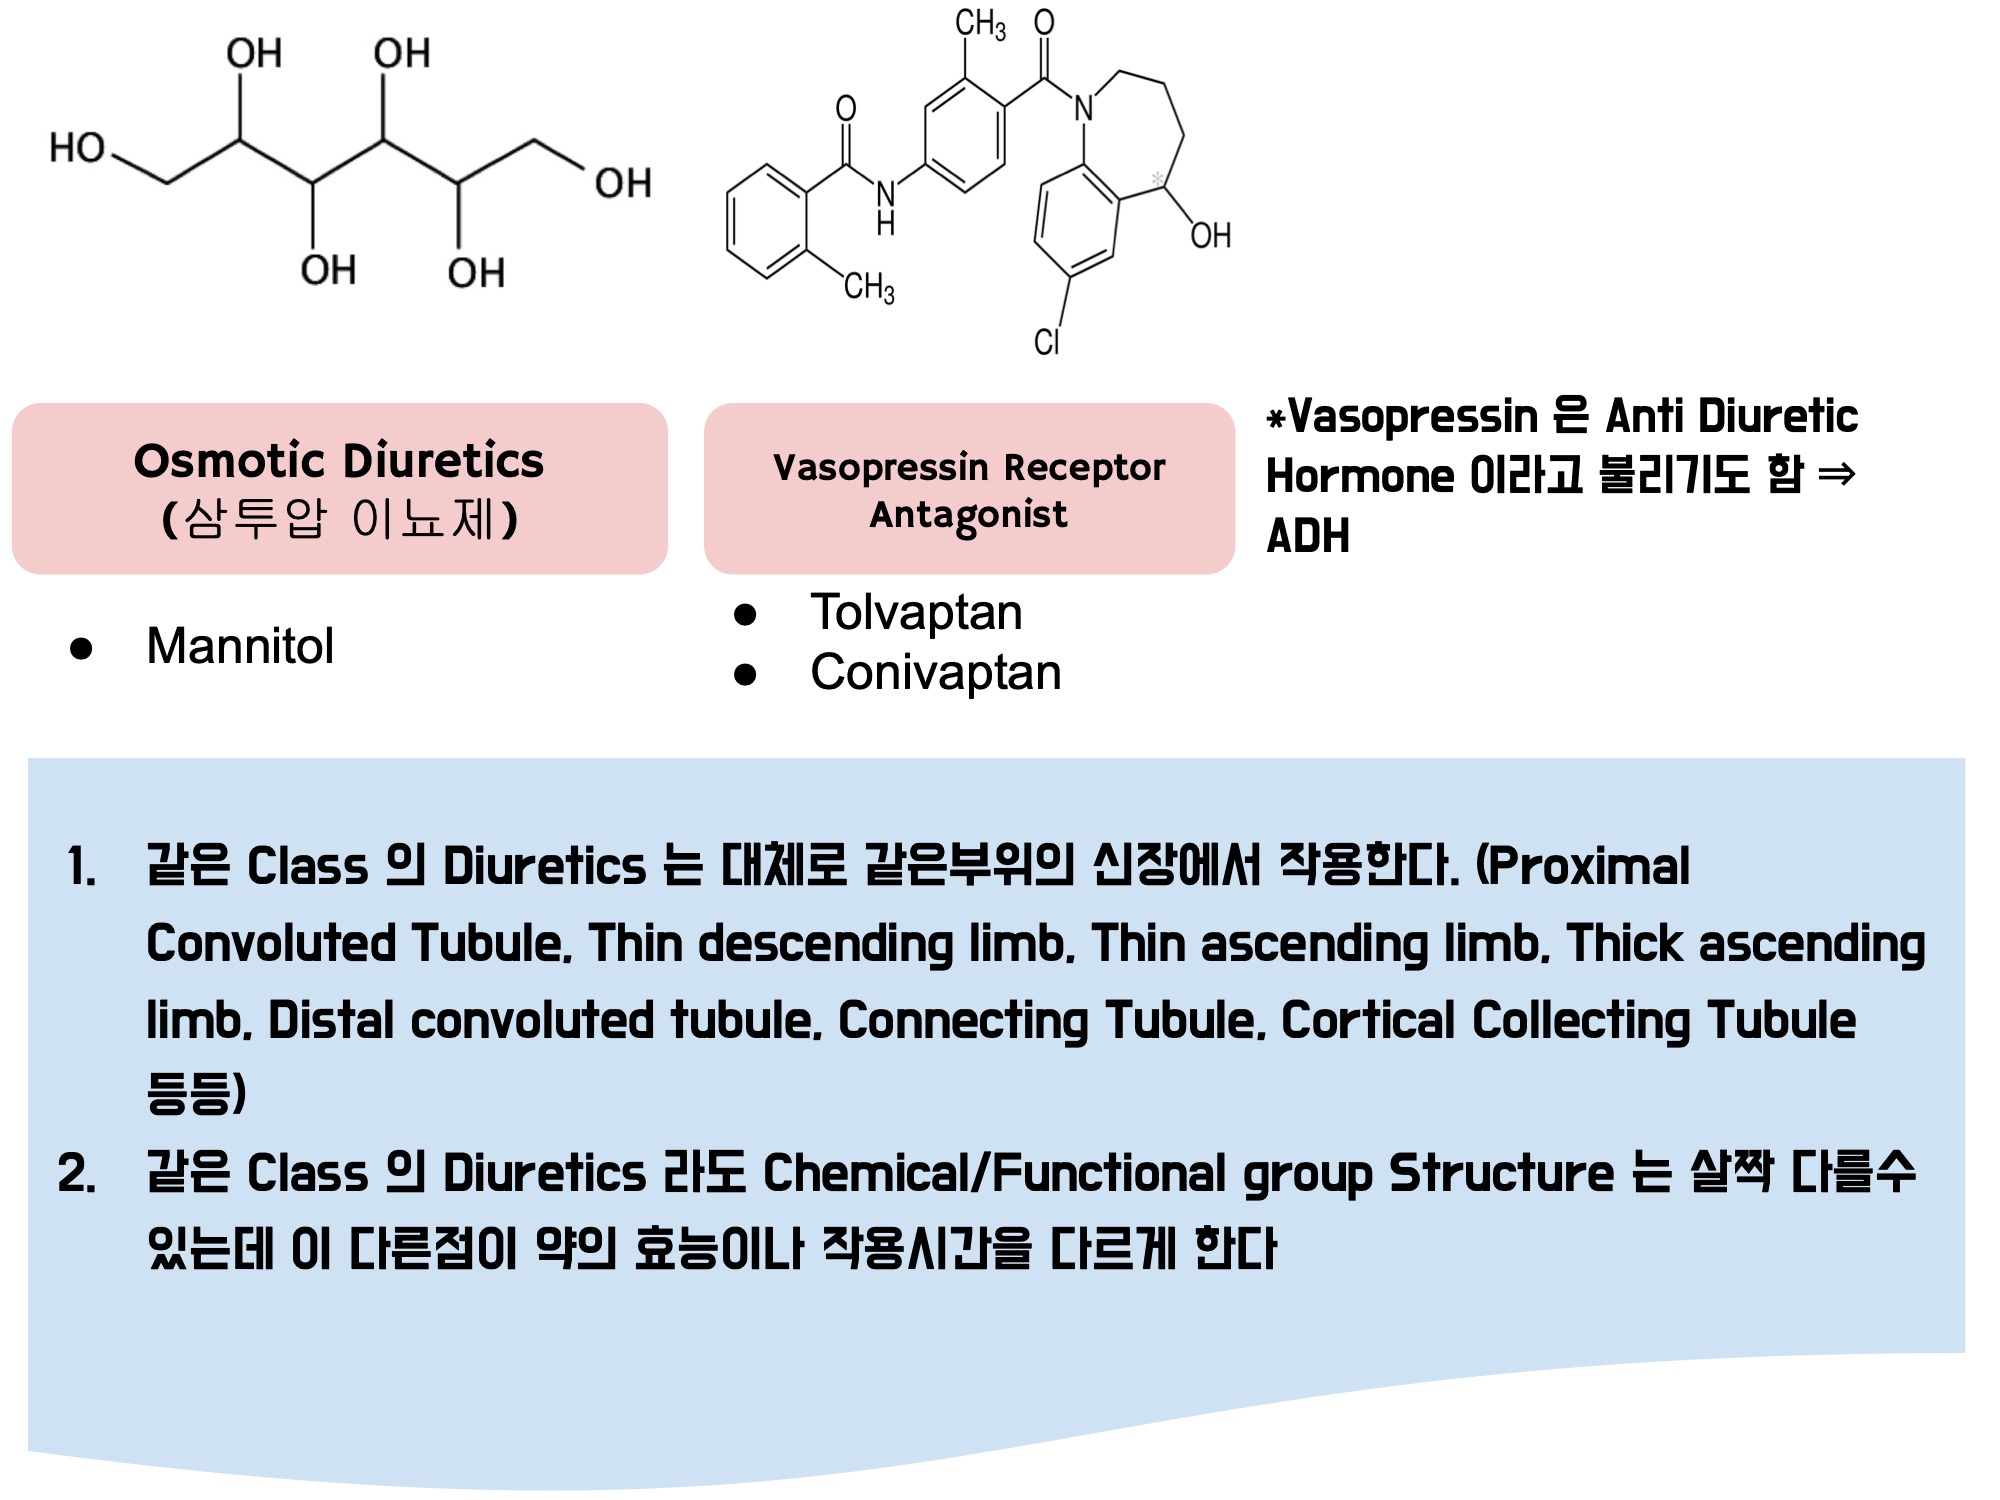 OH OH
HO
OH
OH OH
CH3 O
O
N
N
H
CH3
*
OH
Cl
Osmotic Diuretics
(삼투압 이뇨제)
Vasopressin Receptor
Antagonist
*Vasopressin 은 Anti Diuretic
Hormone 이라고 불리기도 함 ⇒
ADH
● Mannitol
● Tolvaptan
● Conivaptan
1. 같은 Class 의 Diuretics 는 대체로 같은부위의 신장에서 작용한다. (Proximal
Convoluted Tubule, Thin descending limb, Thin ascending limb, Thick ascending
limb, Distal convoluted tubule, Connecting Tubule, Cortical Collecting Tubule
등등)
2. 같은 Class 의 Diuretics 라도 Chemical/Functional group Structure 는 살짝 다를수
있는데 이 다른점이 약의 효능이나 작용시간을 다르게 한다